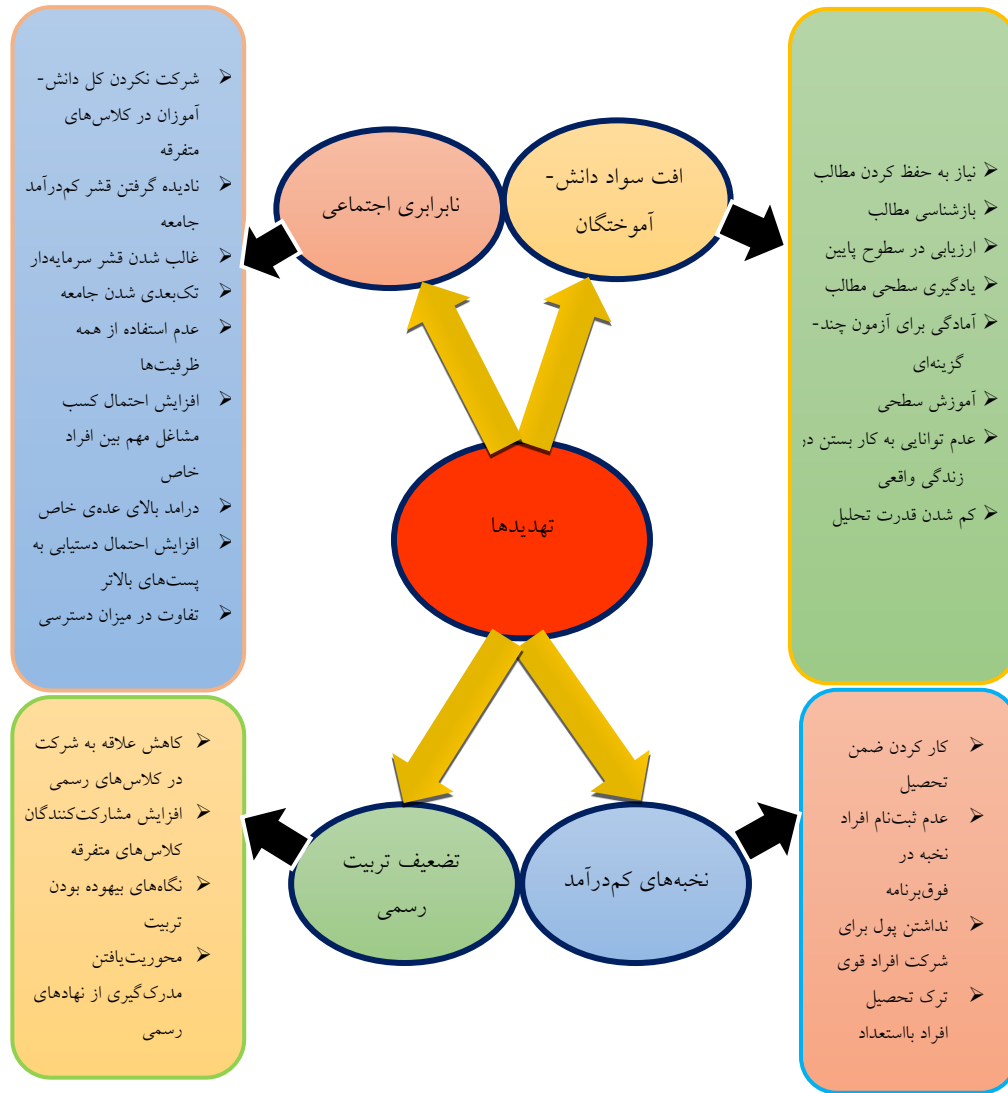 نیاز به حفظ کردن مطالب
بازشناسی مطالب
ارزیابی در سطوح پایین
یادگیری سطحی مطالب
آمادگی برای آزمون چند-
گزینه‌ای
آموزش سطحی
عدم توانایی به کار بستن در
زندگی واقعی
کم شدن قدرت تحلیل
افت سواد دانش-
آموختگان
نابرابری اجتماعی
شرکت نکردن کل دانش-
آموزان در کلاس‌های
متفرقه
نادیده گرفتن قشر کم‌درآمد
جامعه
غالب شدن قشر سرمایه‌دار
تک‌بعدی شدن جامعه
عدم استفاده از همه
ظرفیت‌ها
افزایش احتمال کسب
مشاغل مهم بین افراد
خاص
درامد بالای عده‌ی خاص
افزایش احتمال دستیابی به
پست‌های بالاتر
تفاوت در میزان دسترسی
تهدیدها
کار کردن ضمن
تحصیل
عدم ثبت‌نام افراد
نخبه در
فوق‌برنامه
نداشتن پول برای
شرکت افراد قوی
ترک تحصیل
افراد بااستعداد
نخبه‌های کم‌درآمد
تضعیف تربیت
رسمی
کاهش علاقه به شرکت
در کلاس‌های رسمی
افزایش مشارکت‌کنندگان
کلاس‌های متفرقه
نگاه‌های بیهوده بودن
تربیت
محوریت‌یافتن
مدرک‌گیری از نهادهای
رسمی